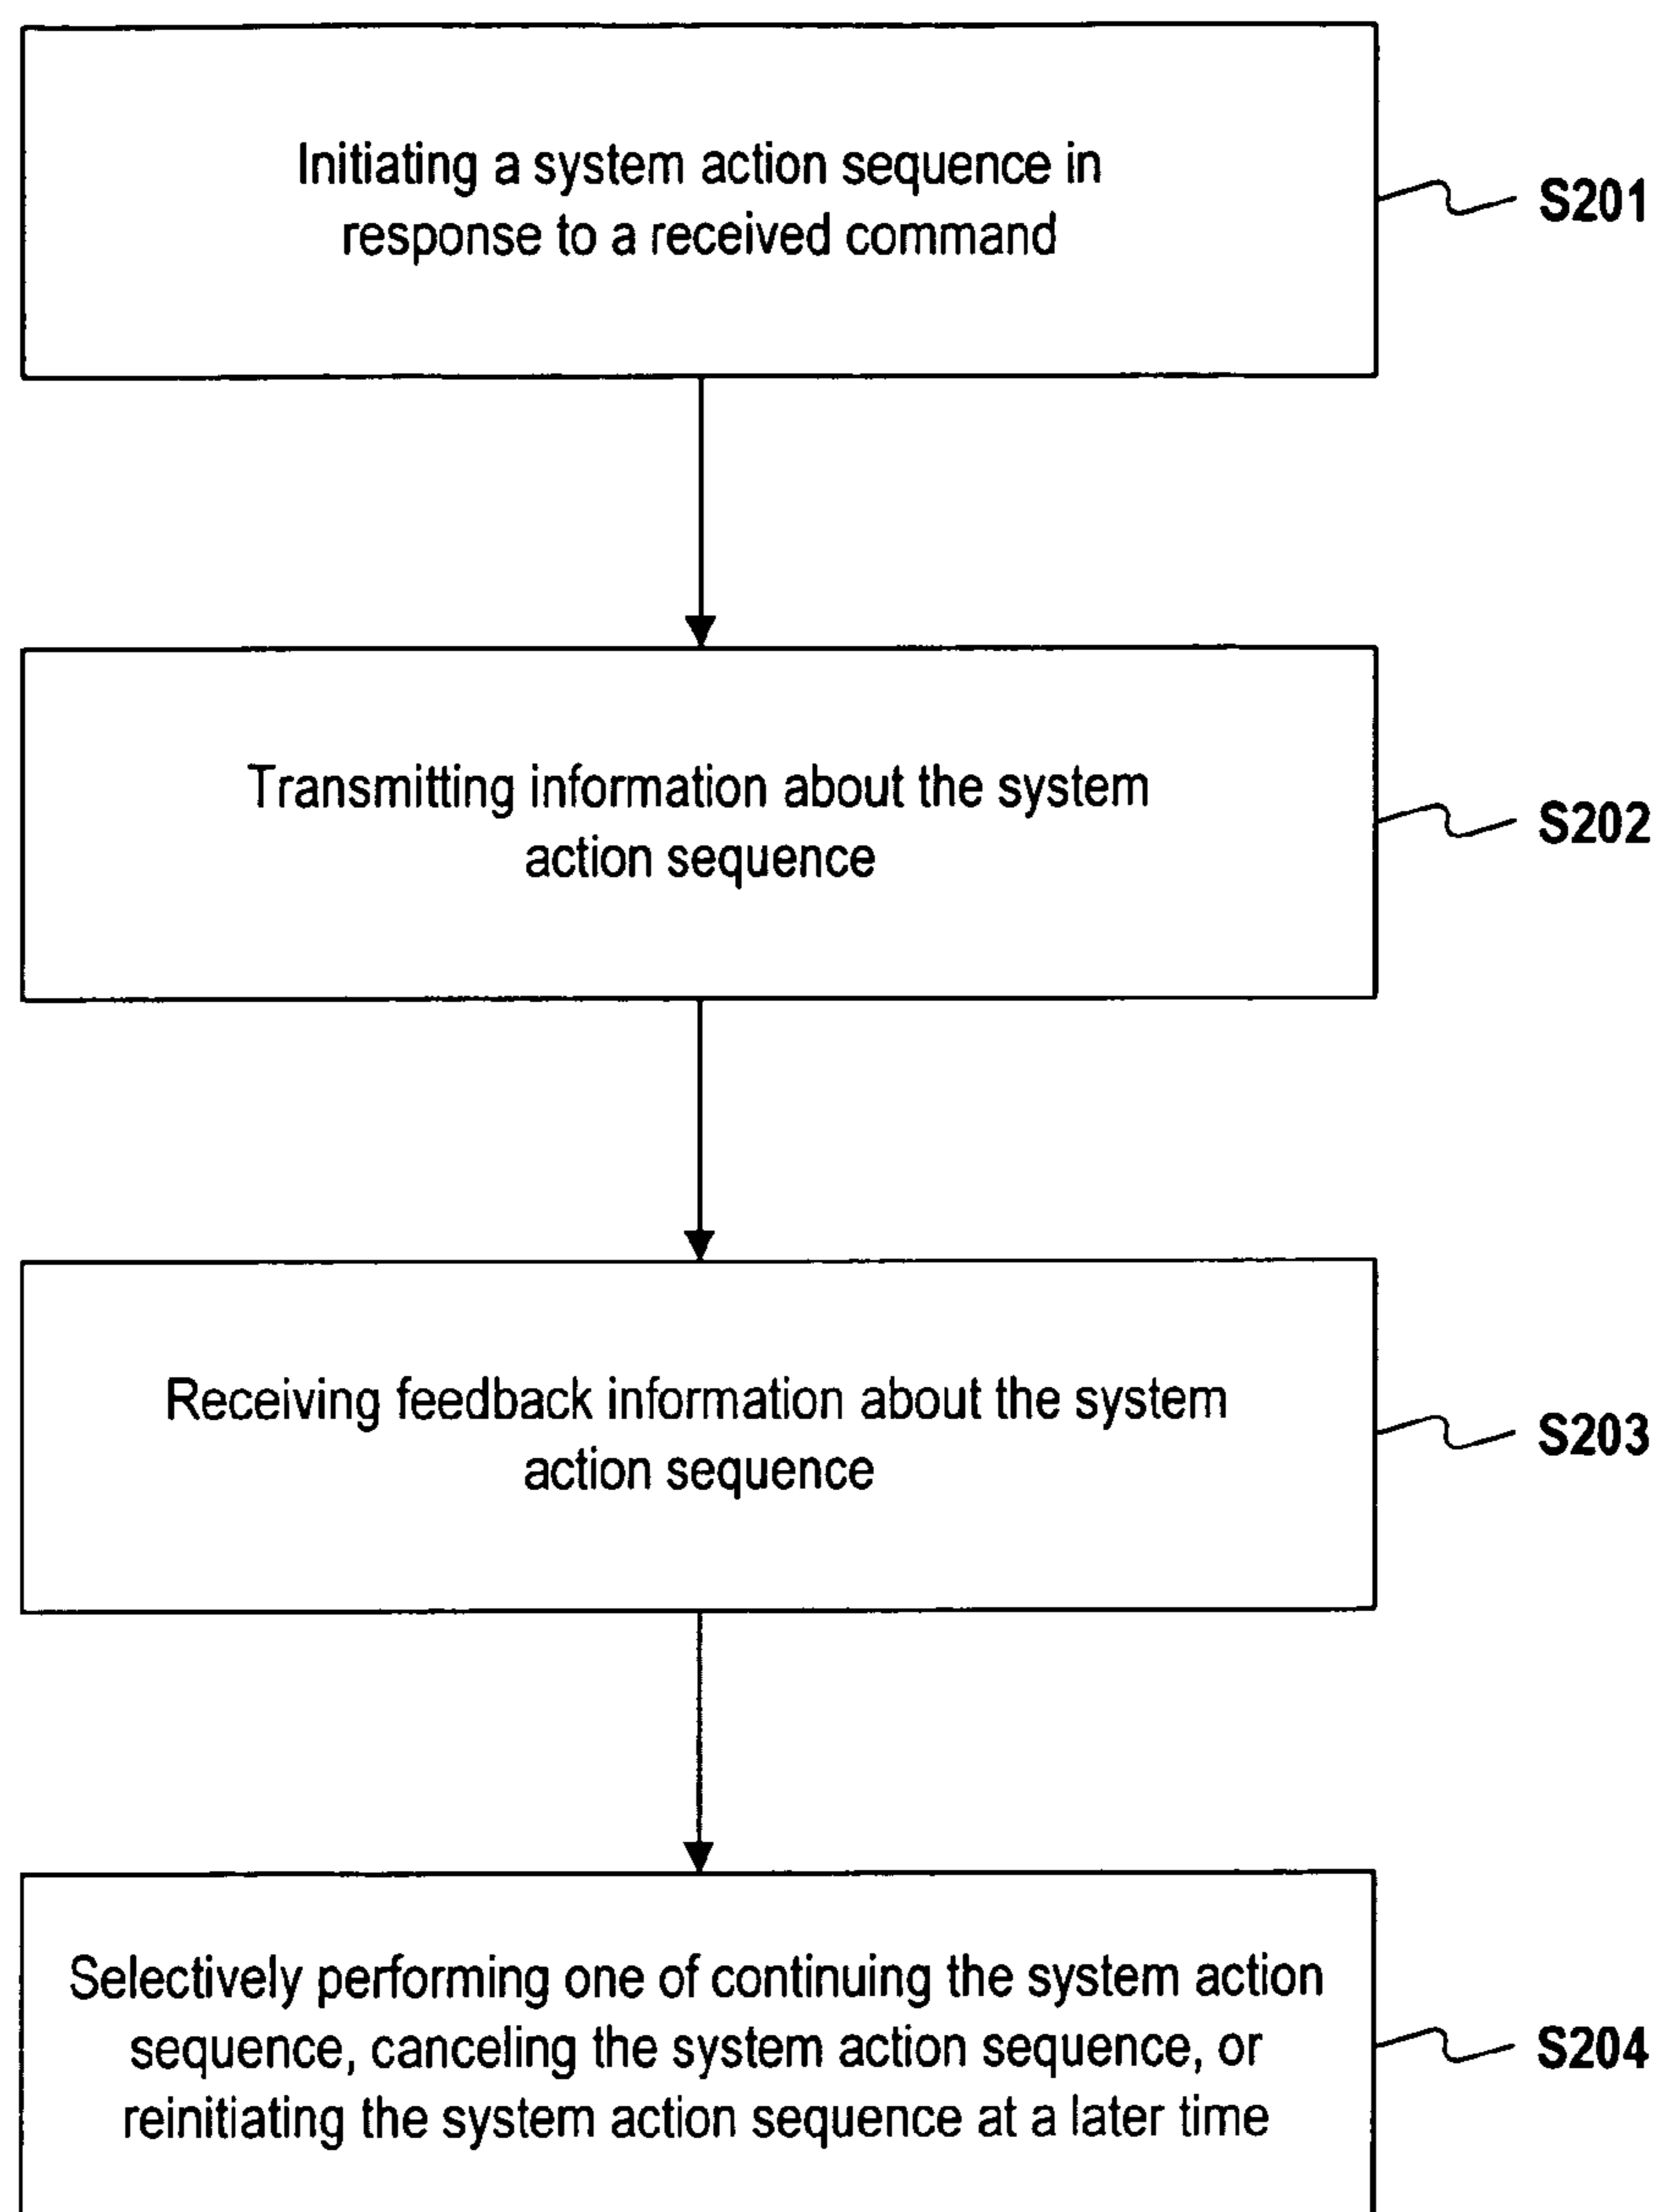 Initiating a system action sequence in
response to a received command
S201
Transmitting information about the system
action sequence
S202
Receiving feedback information about the system
action sequence
S203
Selectively performing one of continuing the system action
sequence, canceling the system action sequence, or
reinitiating the system action sequence at a later time
S204